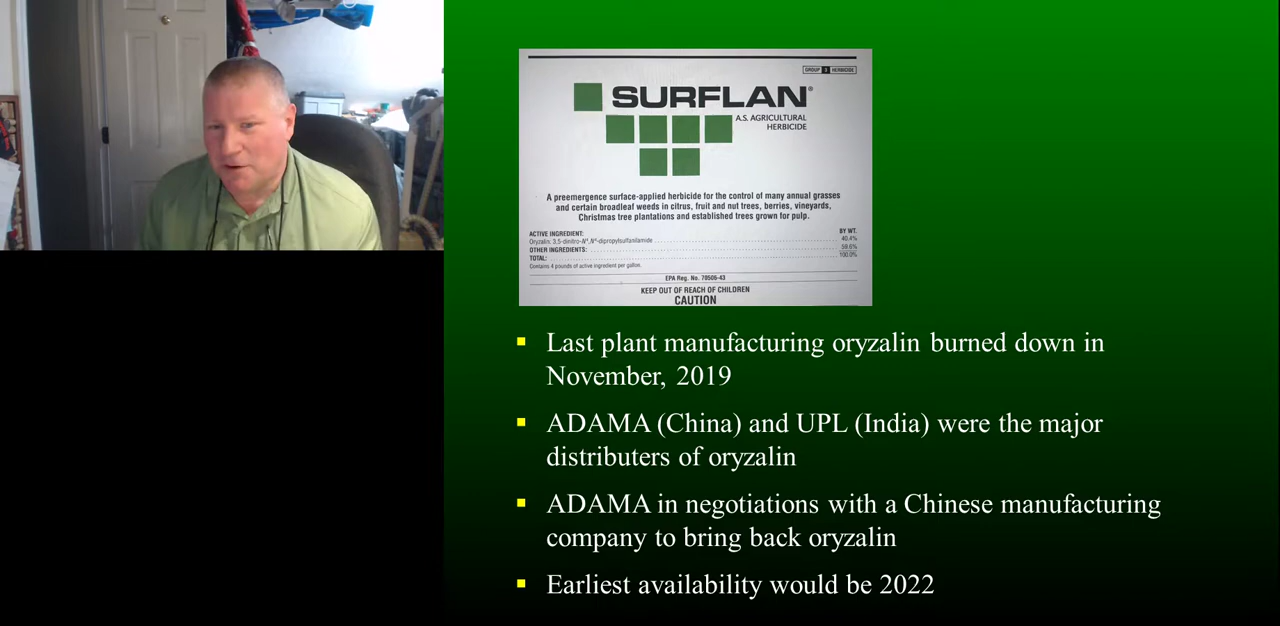 GROUP 3 HERBICIDE
SURFLAN®
A.S. AGRICULTURAL
HERBICIDE
A preemergence surface-applied herbicide for the control of many annual grasses
and certain broadleaf weeds in citrus, fruit and nut trees, berries, vineyards,
Christmas tree plantations and established trees grown for pulp.
ACTIVE INGREDIENT: BY WT.
Oryzalin: 3,5-dinitro-N⁴,N⁴-dipropylsulfanilamide 40.4%
OTHER INGREDIENTS: 59.6%
TOTAL: 100.0%
Contains 4 pounds of active ingredient per gallon.
EPA Reg. No. 70506-43
KEEP OUT OF REACH OF CHILDREN
CAUTION
Last plant manufacturing oryzalin burned down in
November, 2019
ADAMA (China) and UPL (India) were the major
distributers of oryzalin
ADAMA in negotiations with a Chinese manufacturing
company to bring back oryzalin
Earliest availability would be 2022